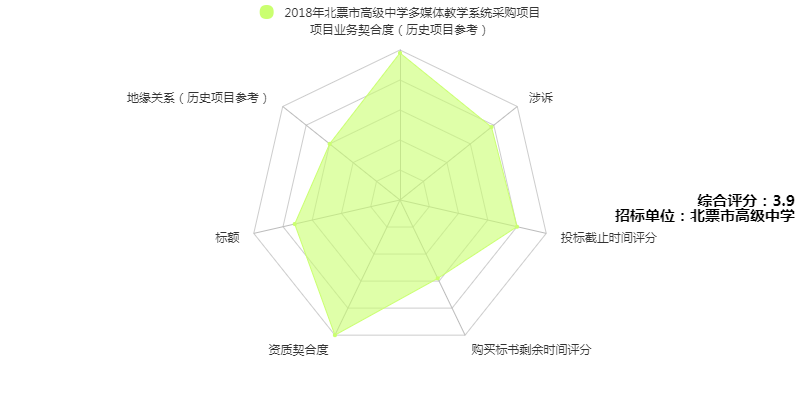 2018年北票市高级中学多媒体教学系统采购项目
项目业务契合度（历史项目参考）
地缘关系（历史项目参考）
涉诉
综合评分：3.9
招标单位：北票市高级中学
标额
投标截止时间评分
资质契合度
购买标书剩余时间评分